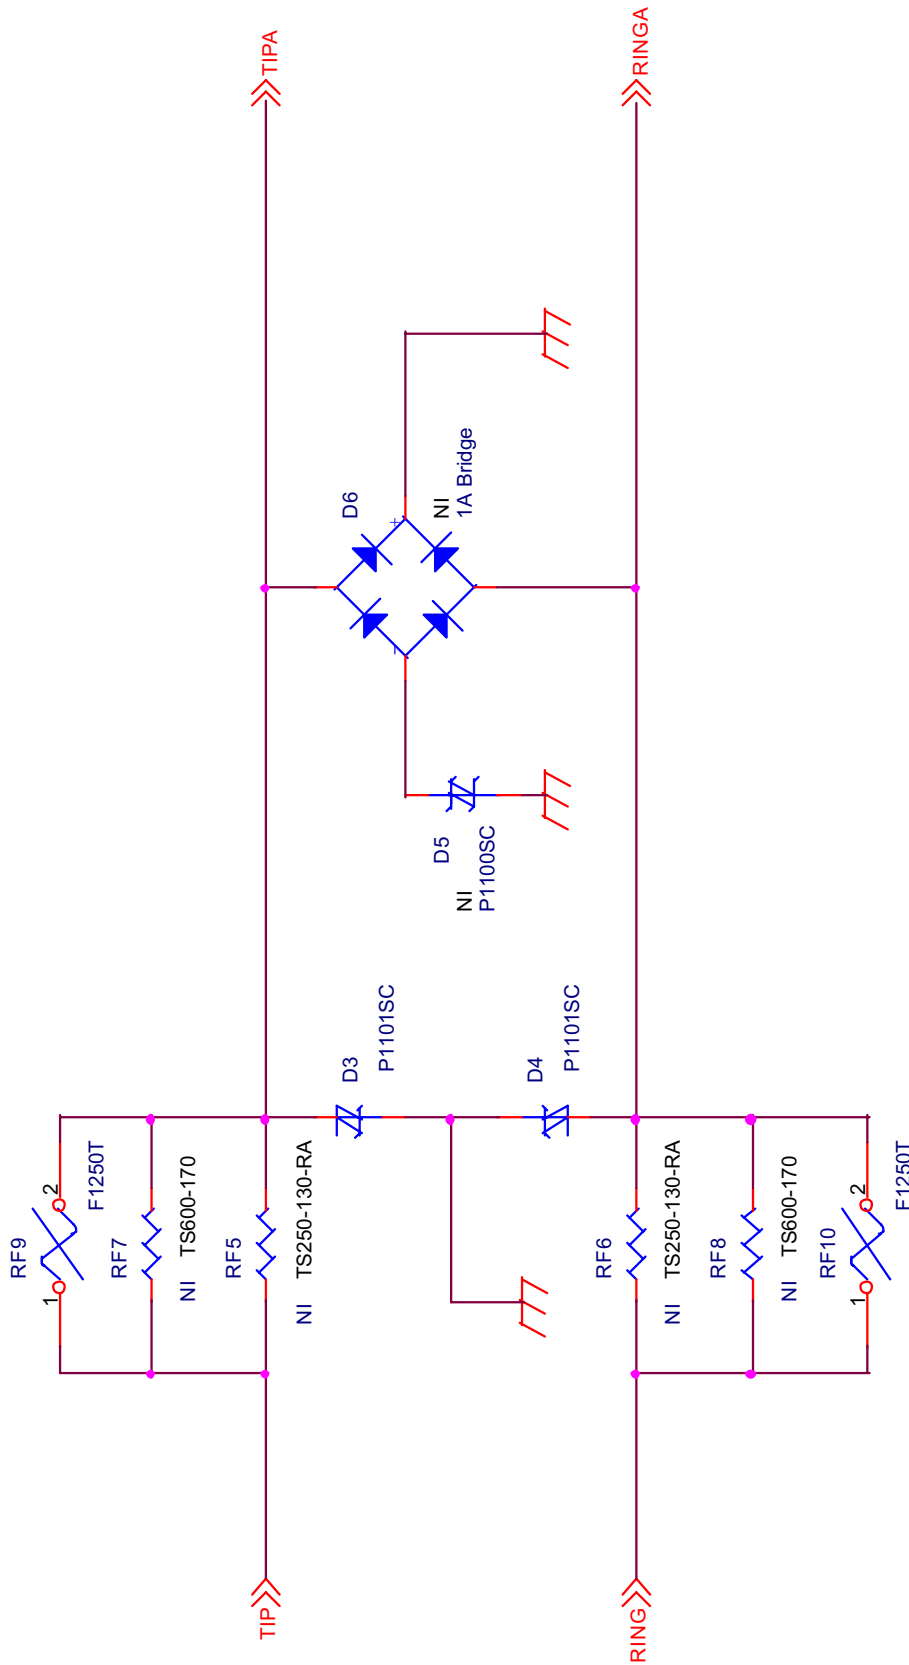 RF9
1 2
F1250T
RF7
NI TS600-170
RF5
TIP
TIPA
NI TS250-130-RA
D3
P1101SC
D6
- +
NI
1A Bridge
D5
NI
P1100SC
D4
P1101SC
RF6
RING
RINGA
NI TS250-130-RA
RF8
NI TS600-170
RF10
1 2
F1250T